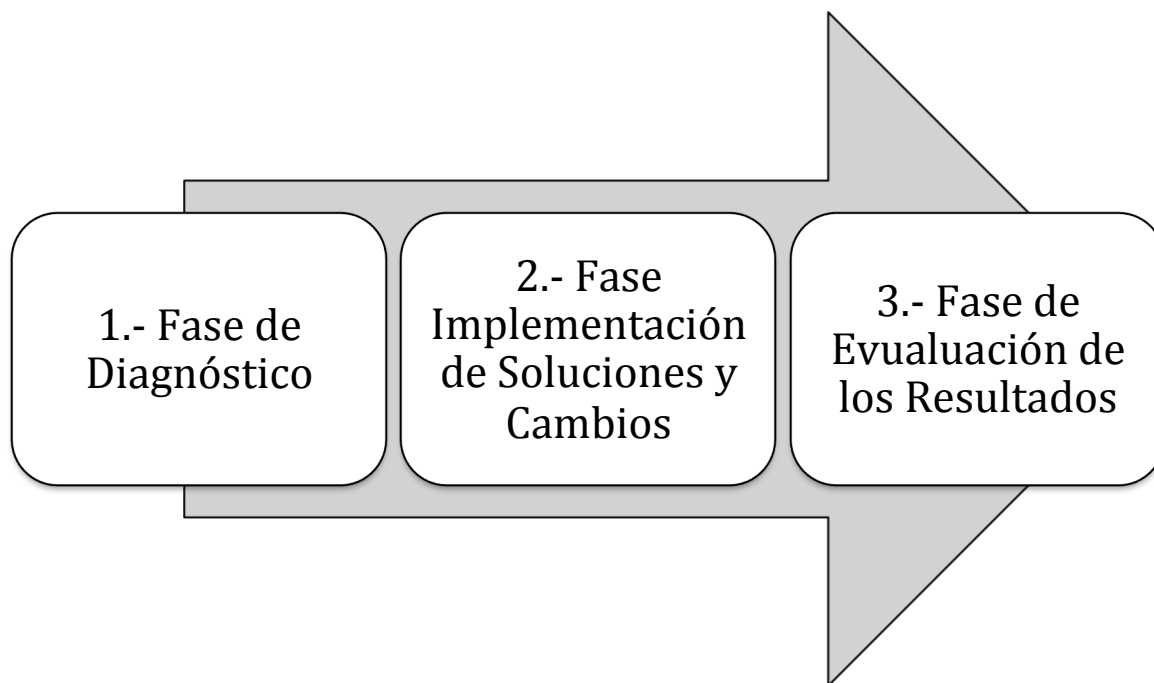 1.- Fase de
Diagnóstico
2.- Fase
Implementación
de Soluciones y
Cambios
3.- Fase de
Evualuación de
los Resultados